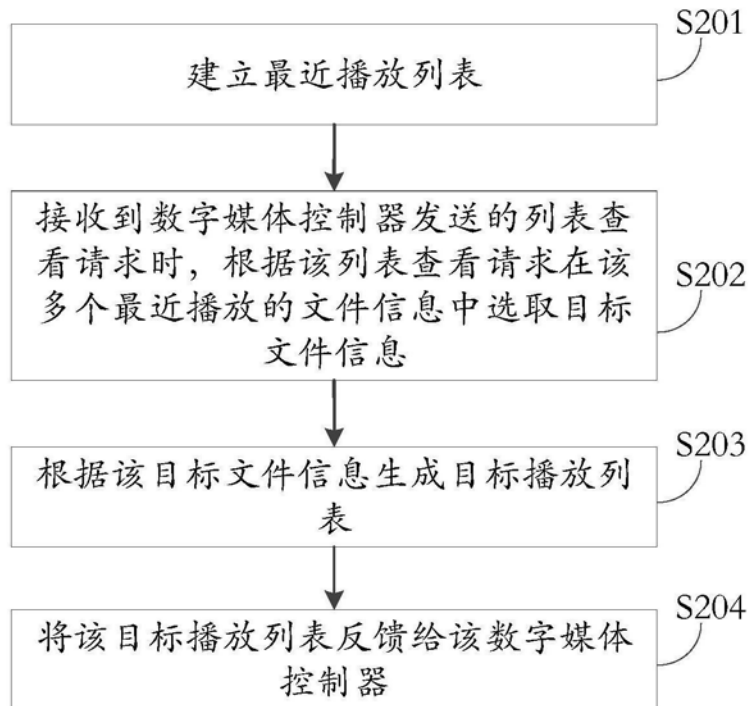 S201
建立最近播放列表
接收到数字媒体控制器发送的列表查
看请求时，根据该列表查看请求在该
多个最近播放的文件信息中选取目标
文件信息
S202
S203
根据该目标文件信息生成目标播放列
表
S204
将该目标播放列表反馈给该数字媒体
控制器